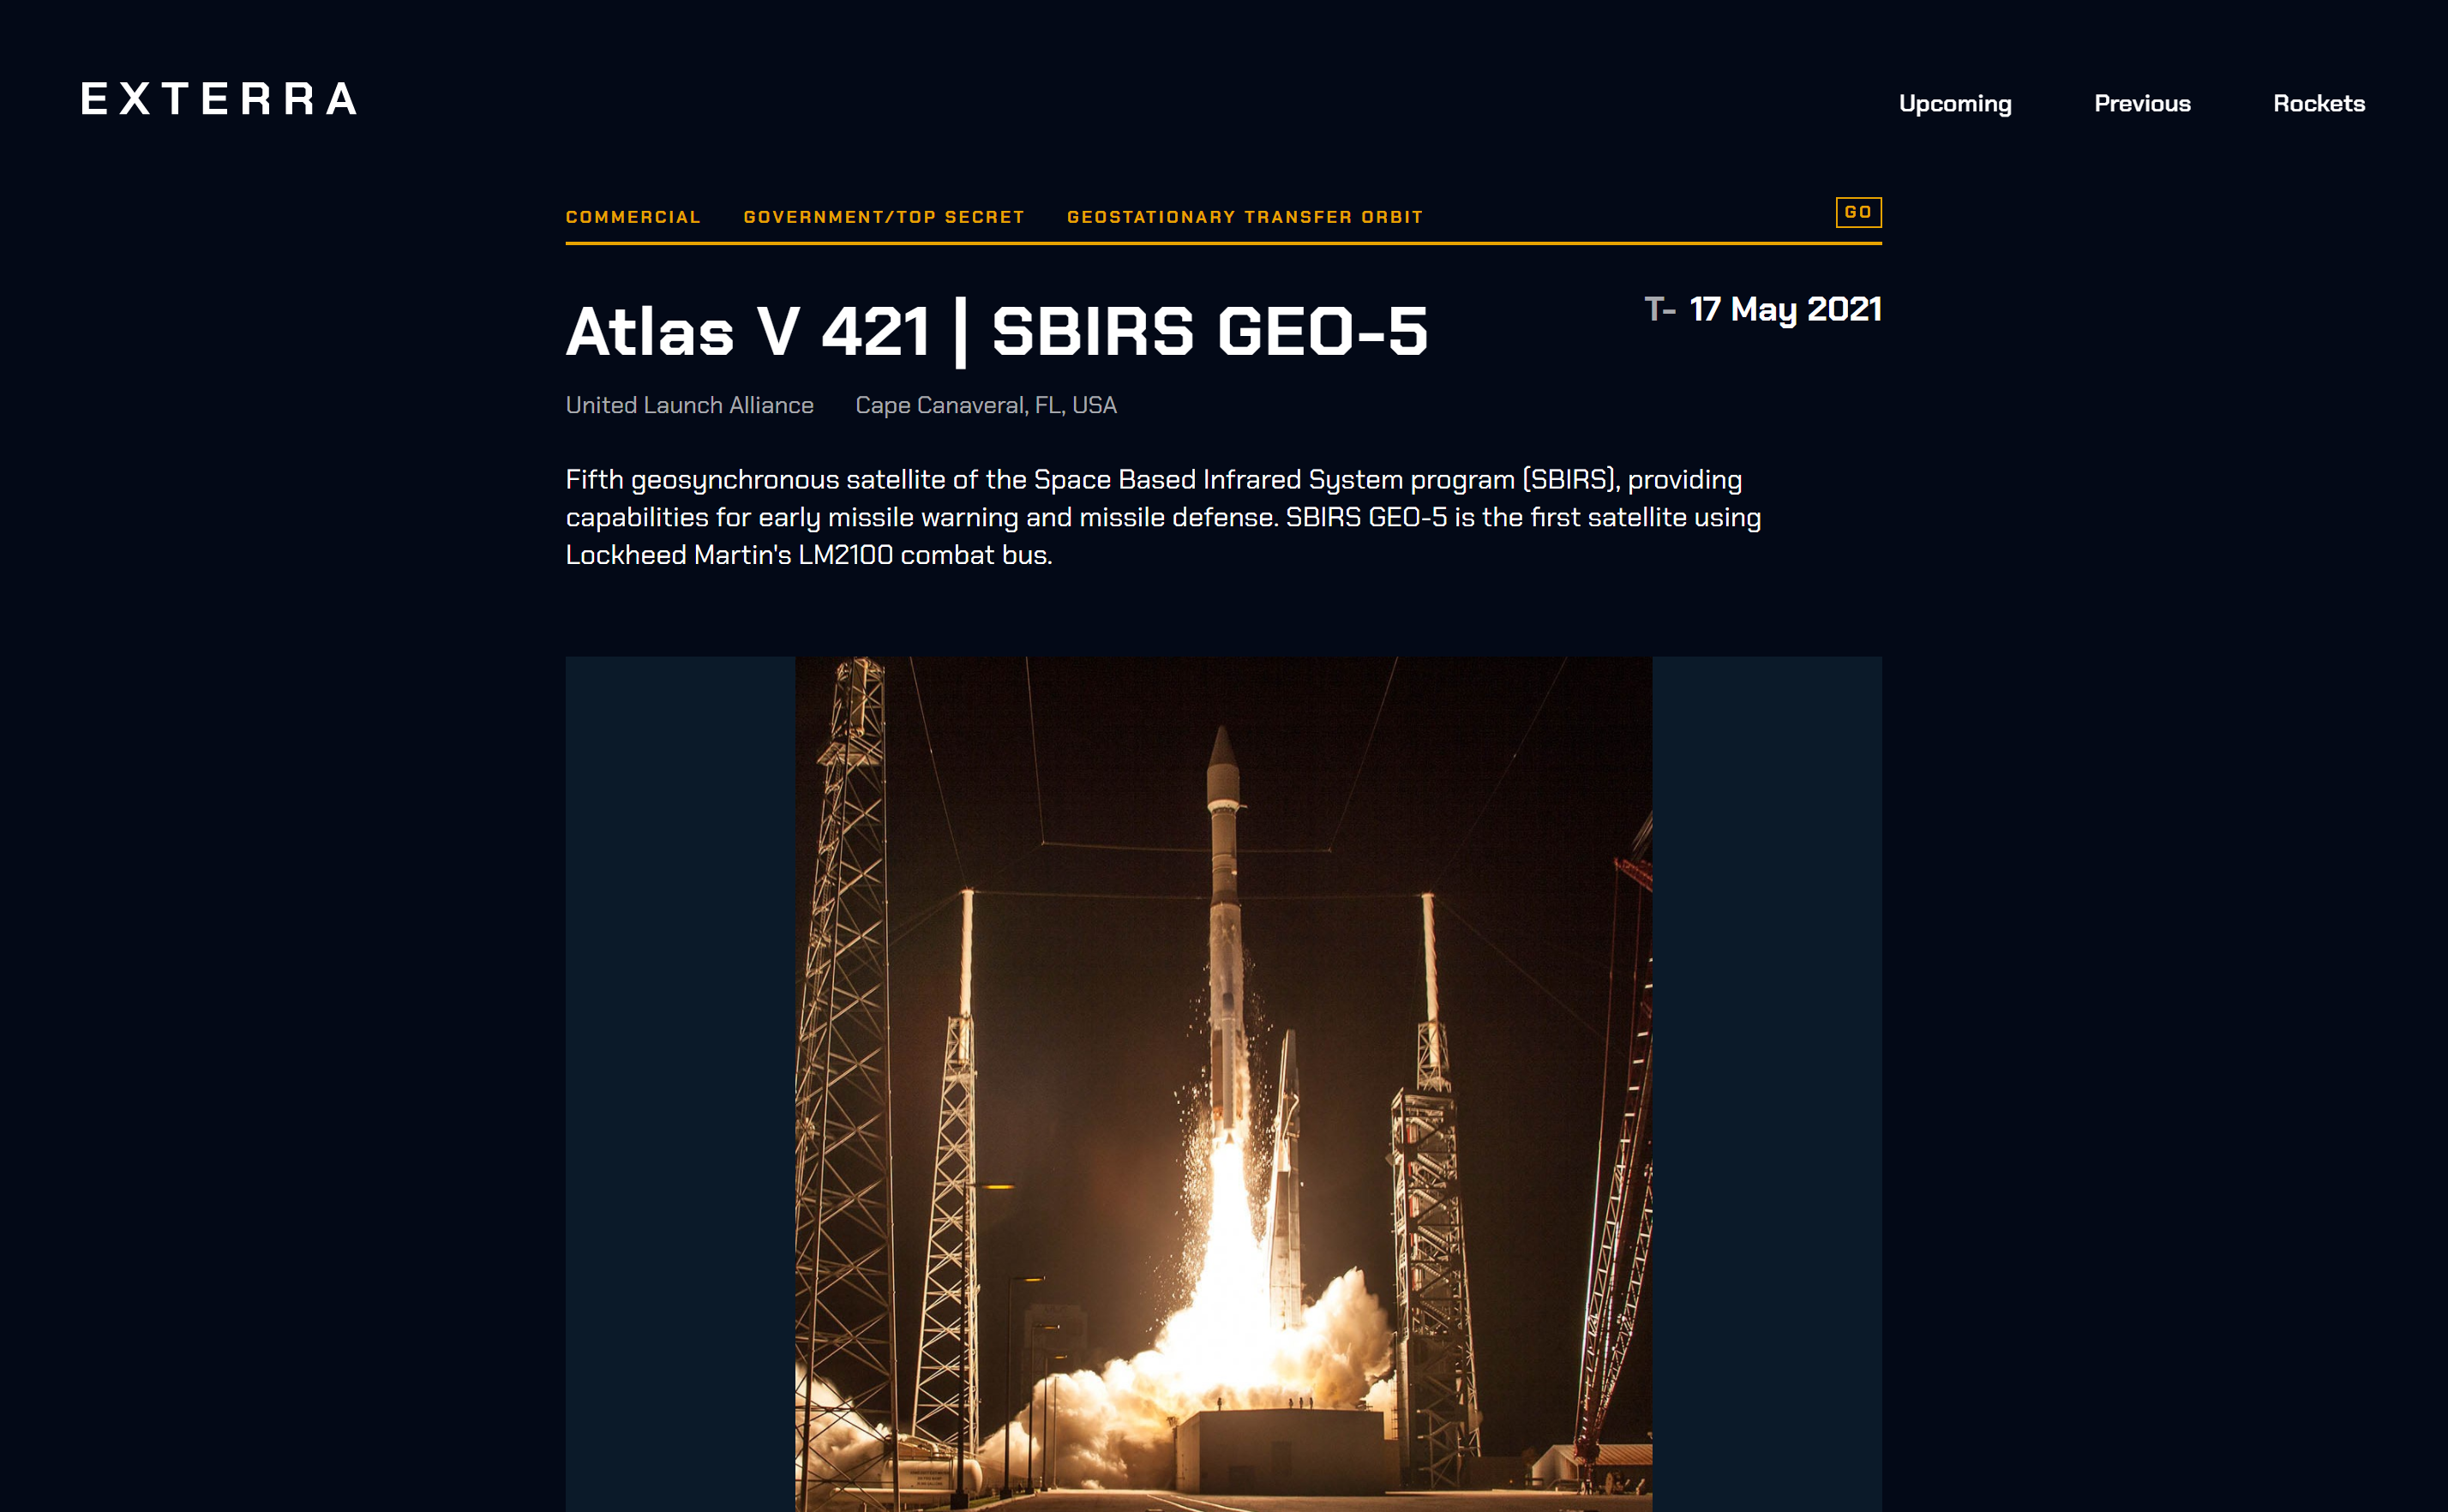 EXTERRA
Upcoming Previous Rockets
COMMERCIAL GOVERNMENT/TOP SECRET GEOSTATIONARY TRANSFER ORBIT GO
Atlas V 421 | SBIRS GEO-5
T- 17 May 2021
United Launch Alliance Cape Canaveral, FL, USA
Fifth geosynchronous satellite of the Space Based Infrared System program (SBIRS), providing
capabilities for early missile warning and missile defense. SBIRS GEO-5 is the first satellite using
Lockheed Martin's LM2100 combat bus.